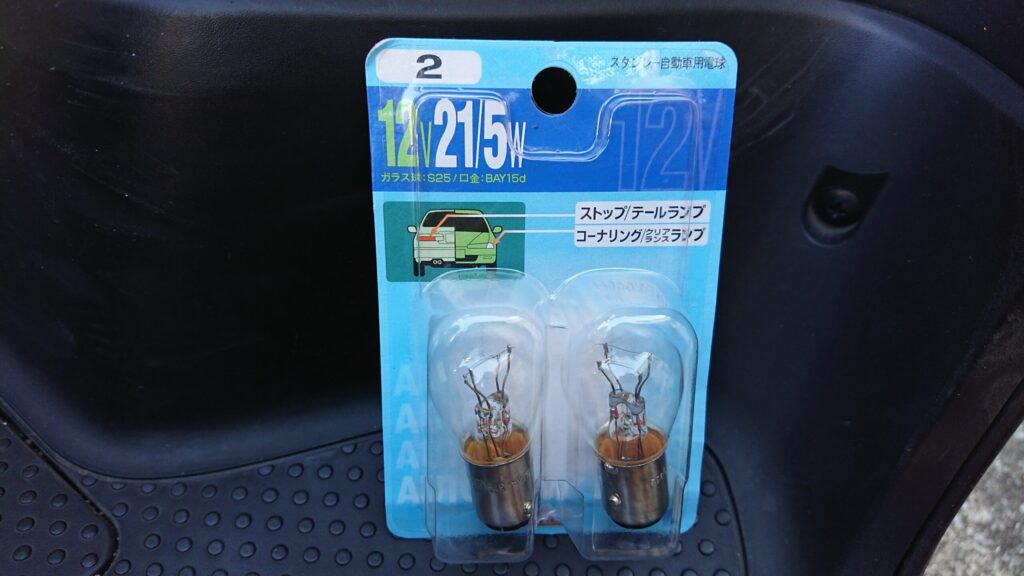 2
スタンレー自動車用電球
12V 21/5W
12V
ガラス球:S25/口金:BAY15d
ストップ/テールランプ
コーナリング/クリアランスランプ